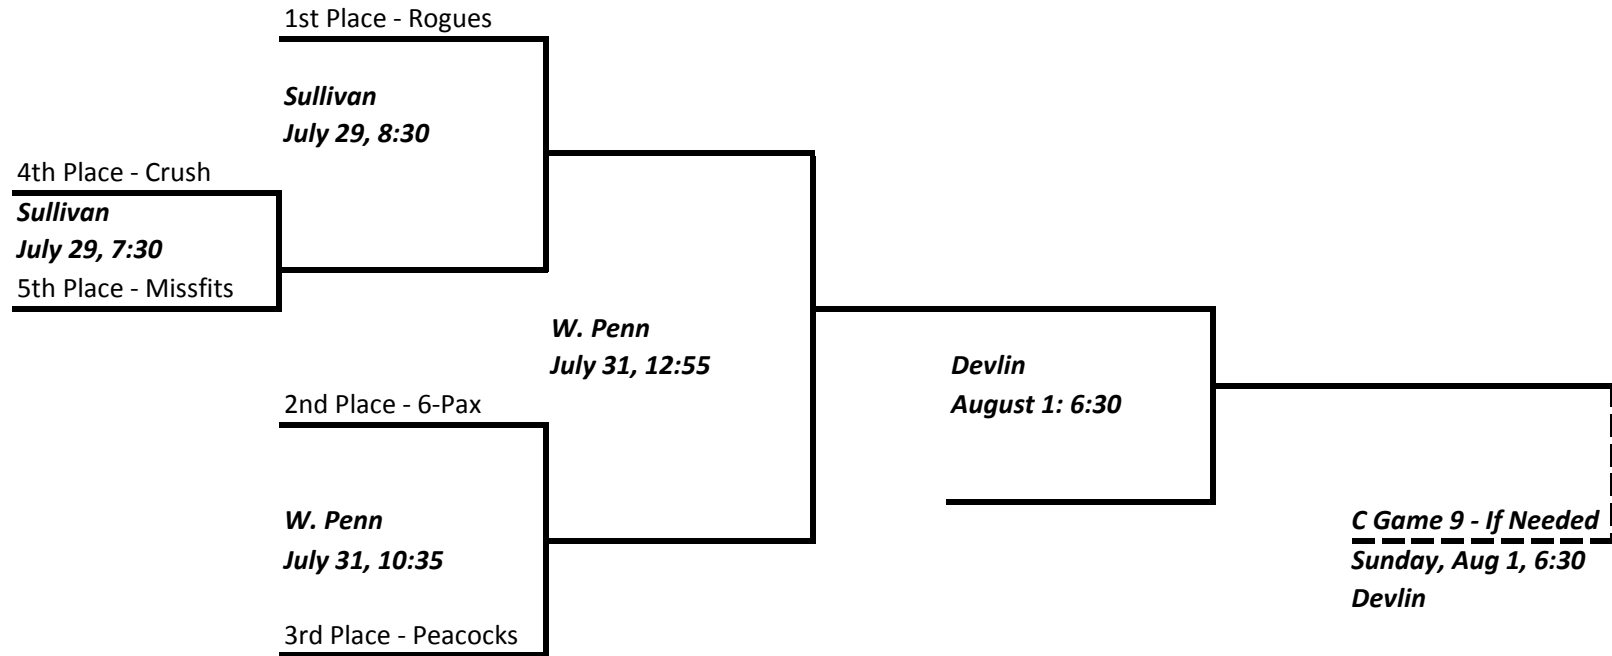 1st Place - Rogues
Sullivan
July 29, 8:30
4th Place - Crush
Sullivan
July 29, 7:30
5th Place - Missfits
W. Penn
July 31, 12:55
Devlin
August 1: 6:30
2nd Place - 6-Pax
W. Penn
July 31, 10:35
3rd Place - Peacocks
C Game 9 - If Needed
Sunday, Aug 1, 6:30
Devlin